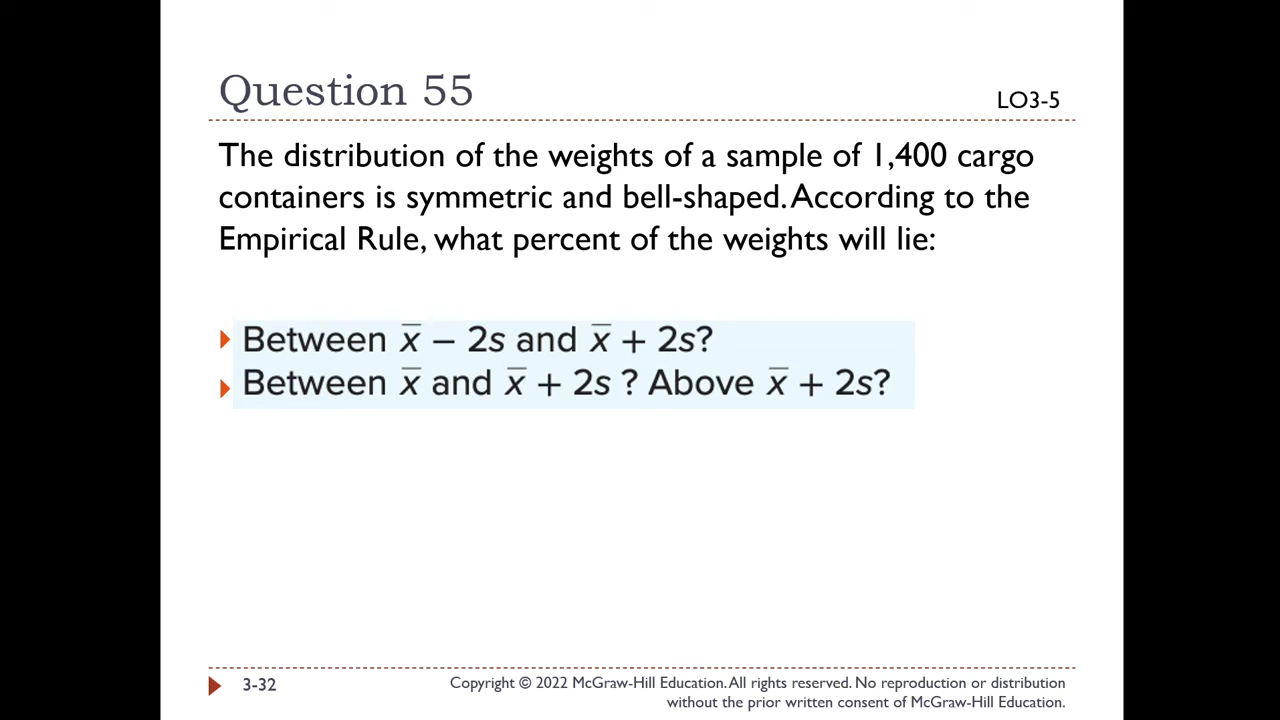 Question 55
LO3-5
The distribution of the weights of a sample of 1,400 cargo
containers is symmetric and bell-shaped. According to the
Empirical Rule, what percent of the weights will lie:
Between x̅ − 2s and x̅ + 2s?
Between x̅ and x̅ + 2s ? Above x̅ + 2s?
3-32
Copyright © 2022 McGraw-Hill Education. All rights reserved. No reproduction or distribution
without the prior written consent of McGraw-Hill Education.